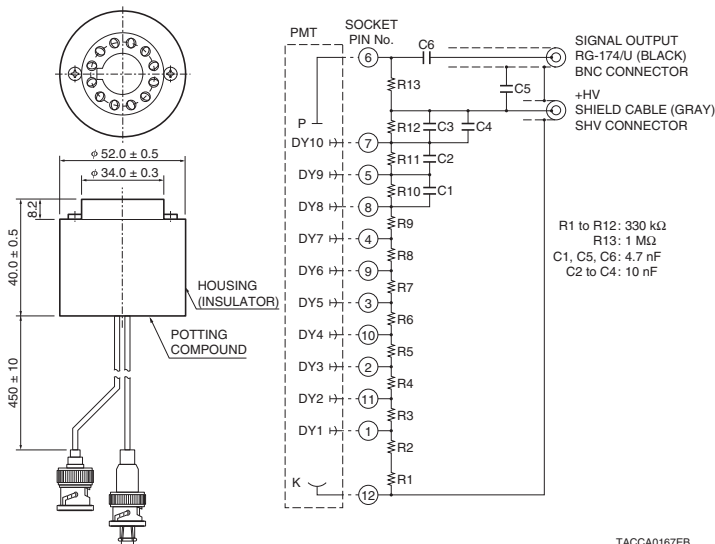 PMT
SOCKET
PIN No.
6
C6
SIGNAL OUTPUT
RG-174/U (BLACK)
BNC CONNECTOR
R13
C5
+HV
SHIELD CABLE (GRAY)
SHV CONNECTOR
P
R12
C3
C4
DY10
7
R11
C2
DY9
5
R10
C1
DY8
8
R9
DY7
4
R8
DY6
9
R7
DY5
3
R6
DY4
10
R5
DY3
2
R4
DY2
11
R3
DY1
1
R2
R1
K
12
R1 to R12: 330 kΩ
R13: 1 MΩ
C1, C5, C6: 4.7 nF
C2 to C4: 10 nF
φ 52.0 ± 0.5
φ 34.0 ± 0.3
8.2
40.0 ± 0.5
450 ± 10
HOUSING
(INSULATOR)
POTTING
COMPOUND
TACCA0167EB